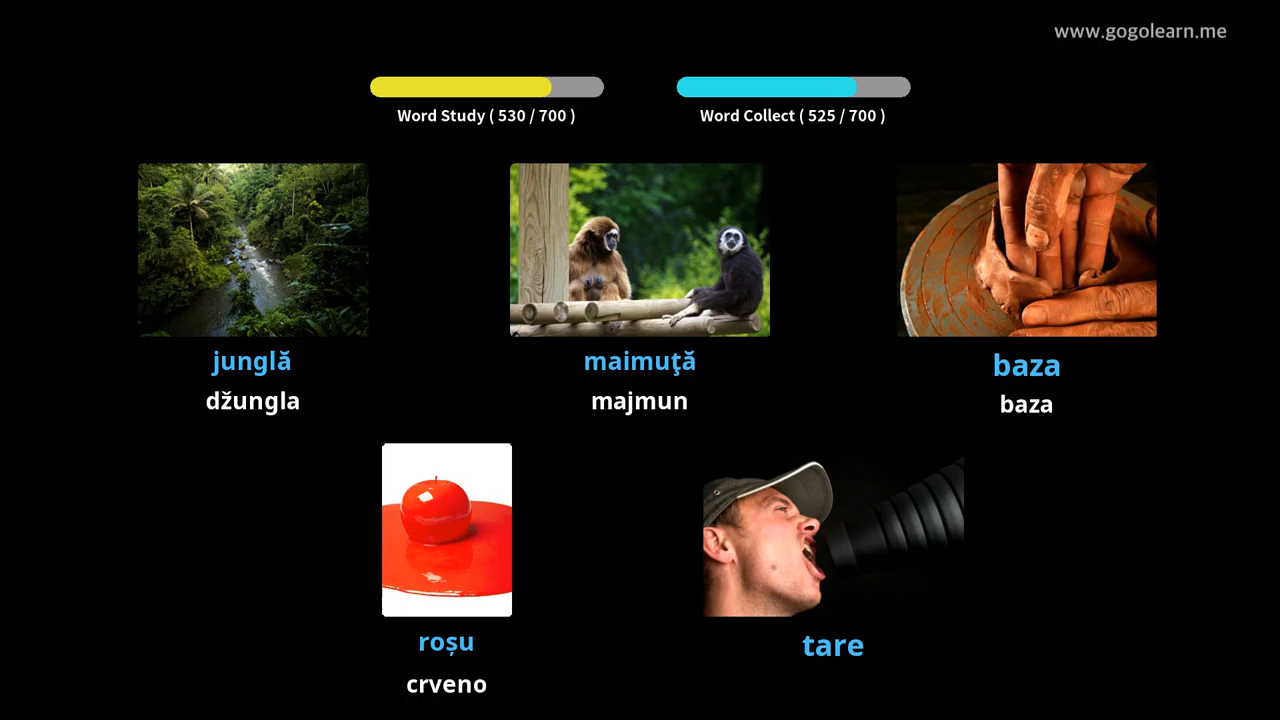 www.gogolearn.me
Word Study ( 530 / 700 )
Word Collect ( 525 / 700 )
junglă
maimuţă
baza
džungla
majmun
baza
roșu
tare
crveno